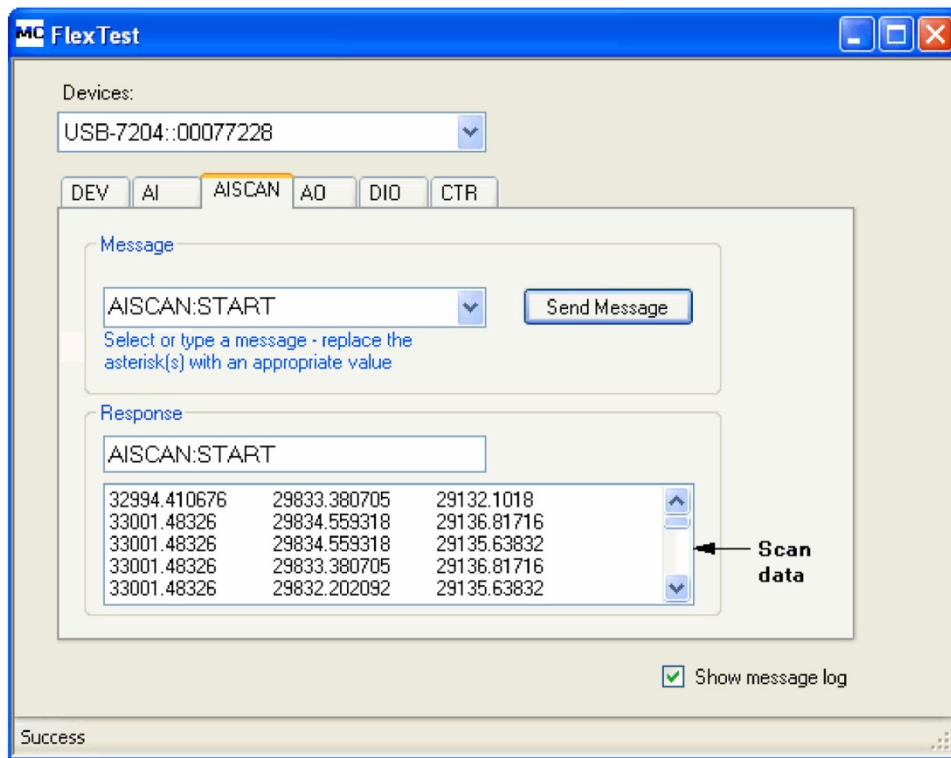 MC FlexTest
Devices:
USB-7204::00077228
DEV AI AISCAN AO DIO CTR
Message
AISCAN:START
Send Message
Select or type a message - replace the
asterisk(s) with an appropriate value
Response
AISCAN:START
32994.410676 29833.380705 29132.1018
33001.48326 29834.559318 29136.81716
33001.48326 29834.559318 29135.63832
33001.48326 29833.380705 29136.81716
33001.48326 29832.202092 29135.63832
Scan
data
Show message log
Success